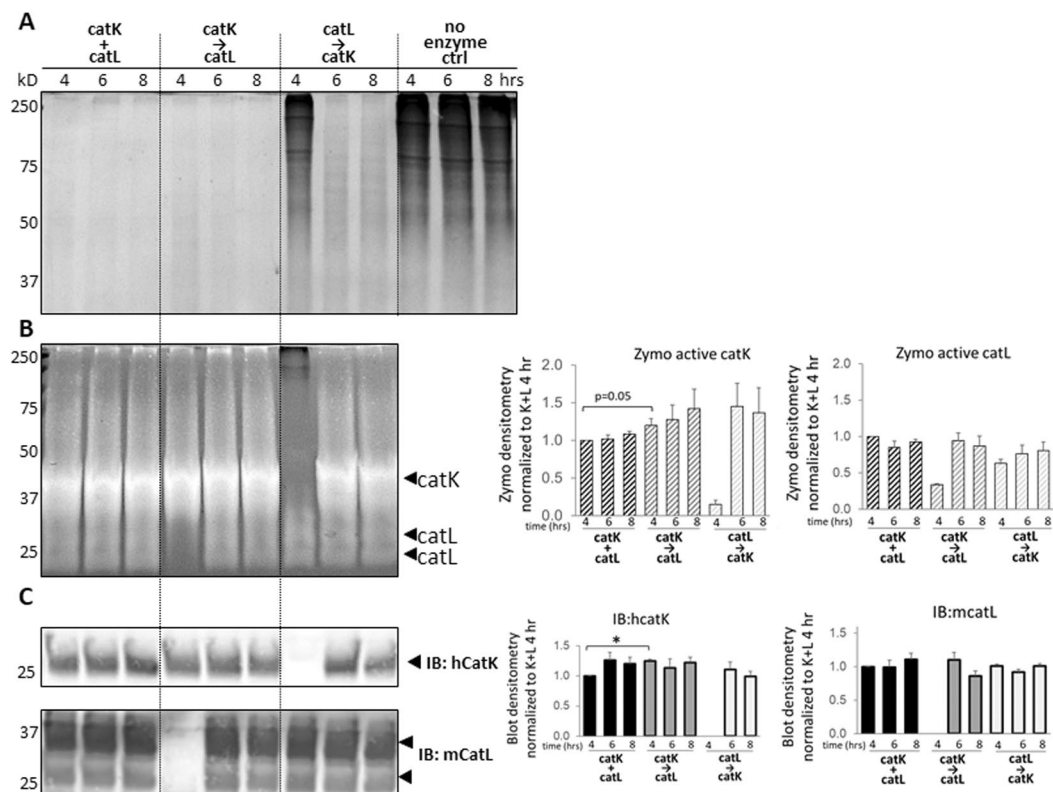 A
catK + catL
catK → catL
catL → catK
no enzyme ctrl
kD 4 6 8 4 6 8 4 6 8 4 6 8 hrs
250
75
50
37
B
250
75
50
37
25
catK
catL
catL
Zymo active catK
Zymo densitometry normalized to K+L 4 hr
2.0
1.5
1.0
0.5
0.0
p=0.05
time (hrs) 4 6 8 4 6 8 4 6 8
catK + catL
catK → catL
catL → catK
Zymo active catL
Zymo densitometry normalized to K+L 4 hr
2.0
1.5
1.0
0.5
0.0
time (hrs) 4 6 8 4 6 8 4 6 8
catK + catL
catK → catL
catL → catK
C
25
IB: hCatK
37
25
IB: mCatL
IB:hcatK
Blot densitometry normalized to K+L 4 hr
2.0
1.5
1.0
0.5
0.0
*
time (hrs) 4 6 8 4 6 8 4 6 8
catK + catL
catK → catL
catL → catK
IB:mcatL
Blot densitometry normalized to K+L 4 hr
2.0
1.5
1.0
0.5
0.0
time (hrs) 4 6 8 4 6 8 4 6 8
catK + catL
catK → catL
catL → catK